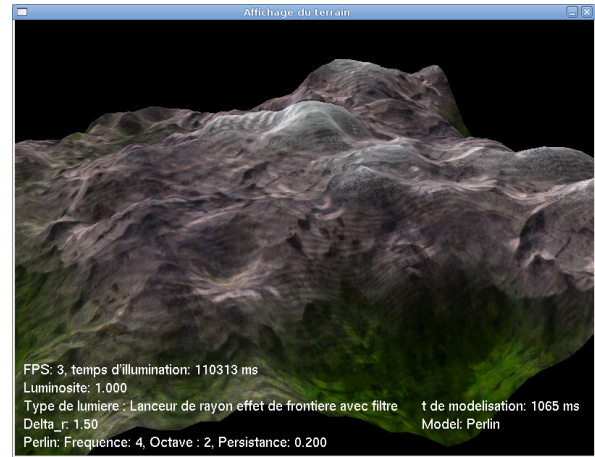 Affichage du terrain
FPS: 3, temps d'illumination: 110313 ms
Luminosite: 1.000
Type de lumiere : Lanceur de rayon effet de frontiere avec filtre t de modelisation: 1065 ms
Delta_r: 1.50 Model: Perlin
Perlin: Frequence: 4, Octave : 2, Persistance: 0.200